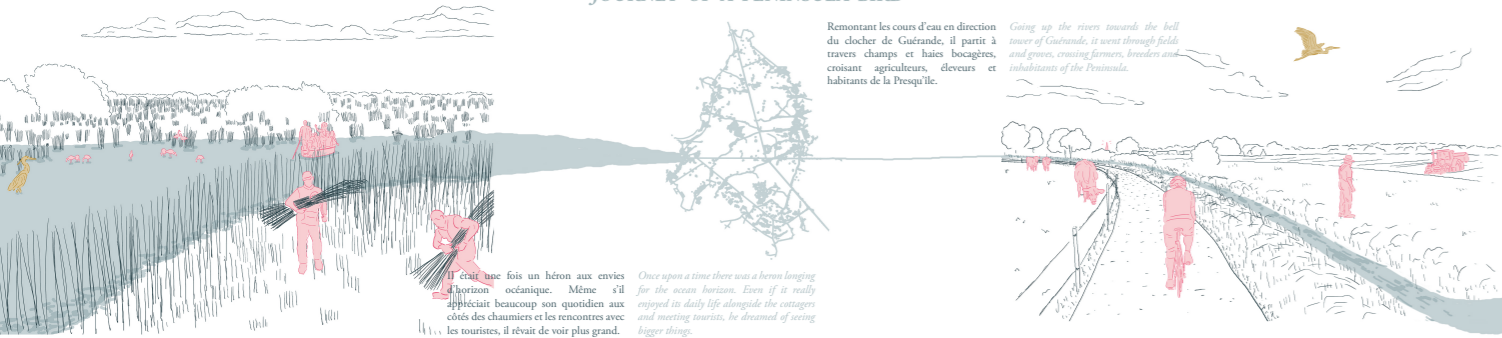 Il était une fois un héron aux envies
d'horizon océanique. Même s'il
appréciait beaucoup son quotidien aux
côtés des chaumiers et les rencontres avec
les touristes, il rêvait de voir plus grand.
Once upon a time there was a heron longing
for the ocean horizon. Even if it really
enjoyed its daily life alongside the cottagers
and meeting tourists, he dreamed of seeing
bigger things.
Remontant les cours d'eau en direction
du clocher de Guérande, il partit à
travers champs et haies bocagères,
croisant agriculteurs, éleveurs et
habitants de la Presqu'île.
Going up the rivers towards the bell
tower of Guérande, it went through fields
and groves, crossing farmers, breeders and
inhabitants of the Peninsula.